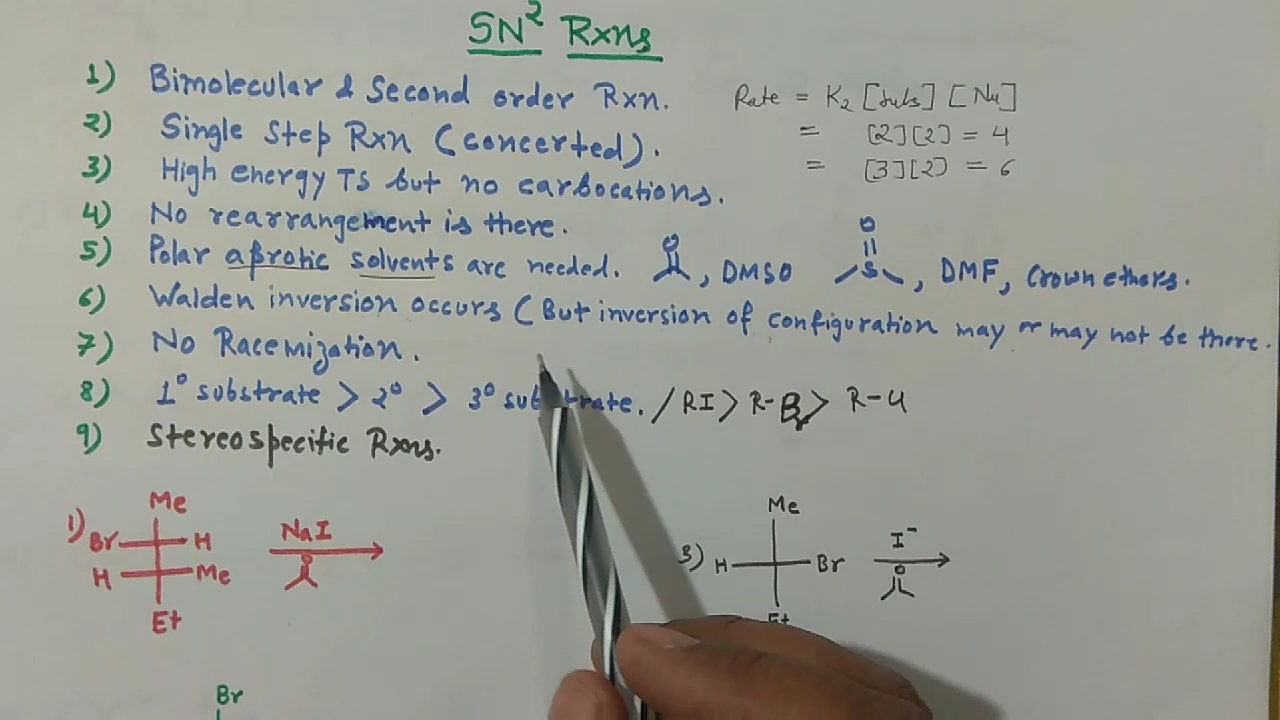 SN² Rxns
1) Bimolecular & Second order Rxn.
Rate = K₂ [Subs] [Nu]
= [2][2] = 4
= [3][2] = 6
2) Single Step Rxn (concerted).
3) High energy TS but no carbocations.
4) No rearrangement is there.
5) Polar aprotic solvents are needed. O , DMSO O S , DMF, Crown ethers.
6) Walden inversion occurs (But inversion of configuration may or may not be there.
7) No Racemization.
8) 1° substrate > 2° > 3° substrate. / RI > R-Br > R-Cl
9) Stereospecific Rxns.
1) Me
Br H
H Me
Et
NaI
O
3) Me
H Br
Et
I⁻
O
Br